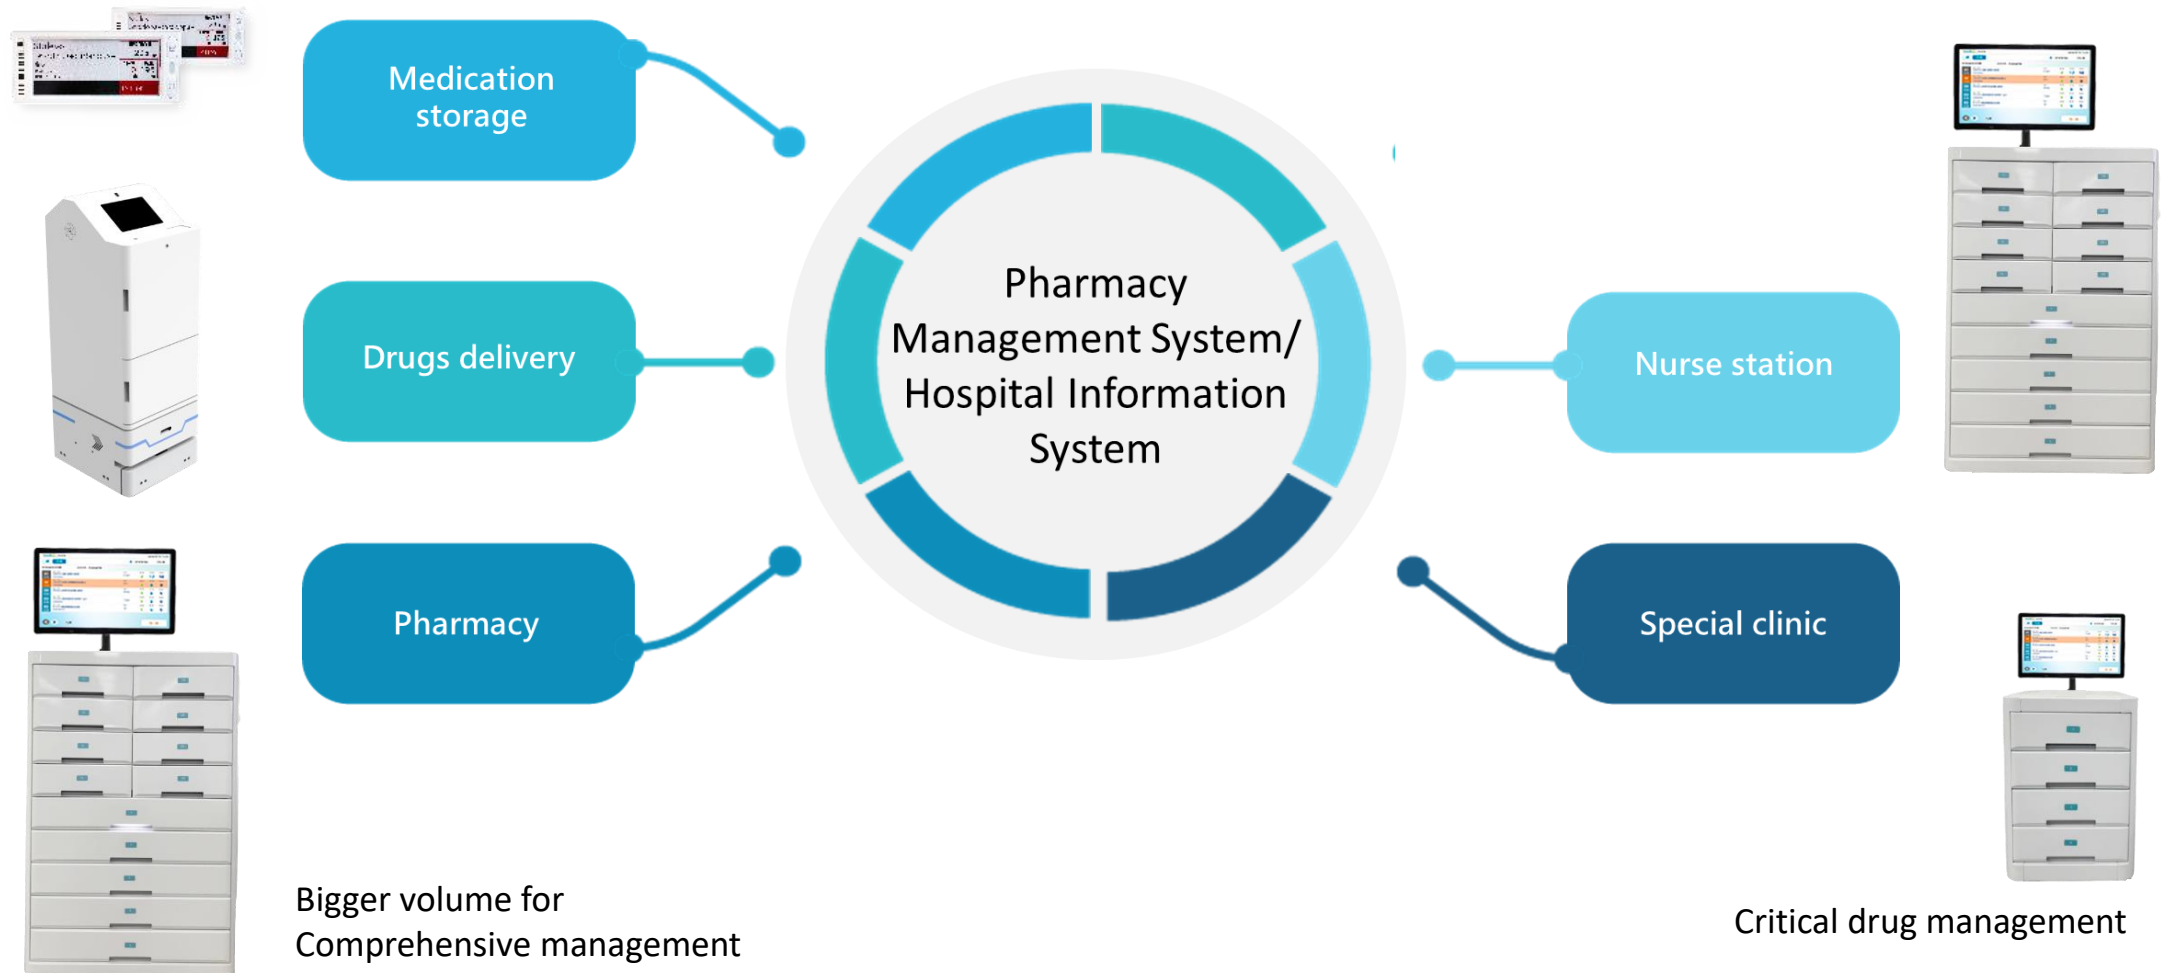 Medication
storage
Drugs delivery
Pharmacy
Pharmacy
Management System/
Hospital Information
System
Nurse station
Special clinic
Bigger volume for
Comprehensive management
Critical drug management